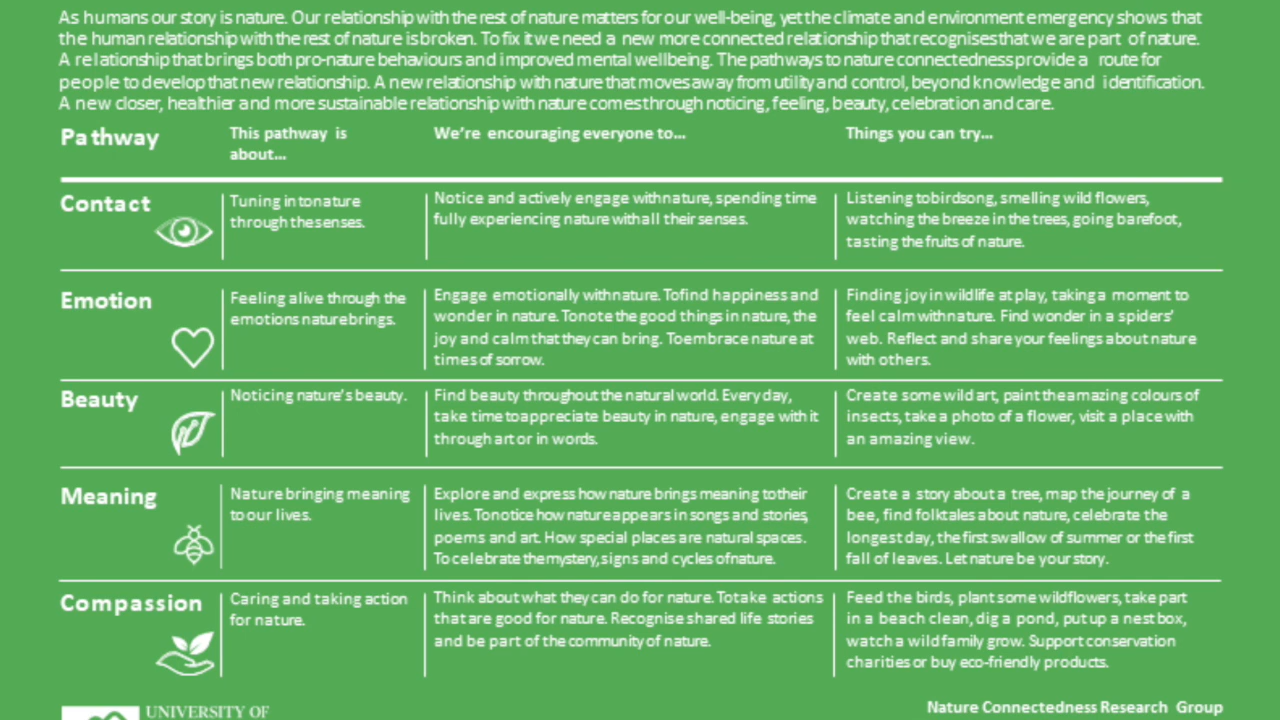 As humans our story is nature. Our relationship with the rest of nature matters for our well-being, yet the climate and environment emergency shows that
the human relationship with the rest of nature is broken. To fix it we need a new more connected relationship that recognises that we are part of nature.
A relationship that brings both pro-nature behaviours and improved mental wellbeing. The pathways to nature connectedness provide a route for
people to develop that new relationship. A new relationship with nature that moves away from utility and control, beyond knowledge and identification.
A new closer, healthier and more sustainable relationship with nature comes through noticing, feeling, beauty, celebration and care.
Pathway
This pathway is
about...
We're encouraging everyone to...
Things you can try...
Contact
Tuning in to nature
through the senses.
Notice and actively engage with nature, spending time
fully experiencing nature with all their senses.
Listening to birdsong, smelling wild flowers,
watching the breeze in the trees, going barefoot,
tasting the fruits of nature.
Emotion
Feeling alive through the
emotions nature brings.
Engage emotionally with nature. To find happiness and
wonder in nature. To note the good things in nature, the
joy and calm that they can bring. To embrace nature at
times of sorrow.
Finding joy in wildlife at play, taking a moment to
feel calm with nature. Find wonder in a spiders'
web. Reflect and share your feelings about nature
with others.
Beauty
Noticing nature's beauty.
Find beauty throughout the natural world. Every day,
take time to appreciate beauty in nature, engage with it
through art or in words.
Create some wild art, paint the amazing colours of
insects, take a photo of a flower, visit a place with
an amazing view.
Meaning
Nature bringing meaning
to our lives.
Explore and express how nature brings meaning to their
lives. To notice how nature appears in songs and stories,
poems and art. How special places are natural spaces.
To celebrate the mystery, signs and cycles of nature.
Create a story about a tree, map the journey of a
bee, find folktales about nature, celebrate the
longest day, the first swallow of summer or the first
fall of leaves. Let nature be your story.
Compassion
Caring and taking action
for nature.
Think about what they can do for nature. To take actions
that are good for nature. Recognise shared life stories
and be part of the community of nature.
Feed the birds, plant some wildflowers, take part
in a beach clean, dig a pond, put up a nest box,
watch a wild family grow. Support conservation
charities or buy eco-friendly products.
UNIVERSITY OF
Nature Connectedness Research Group